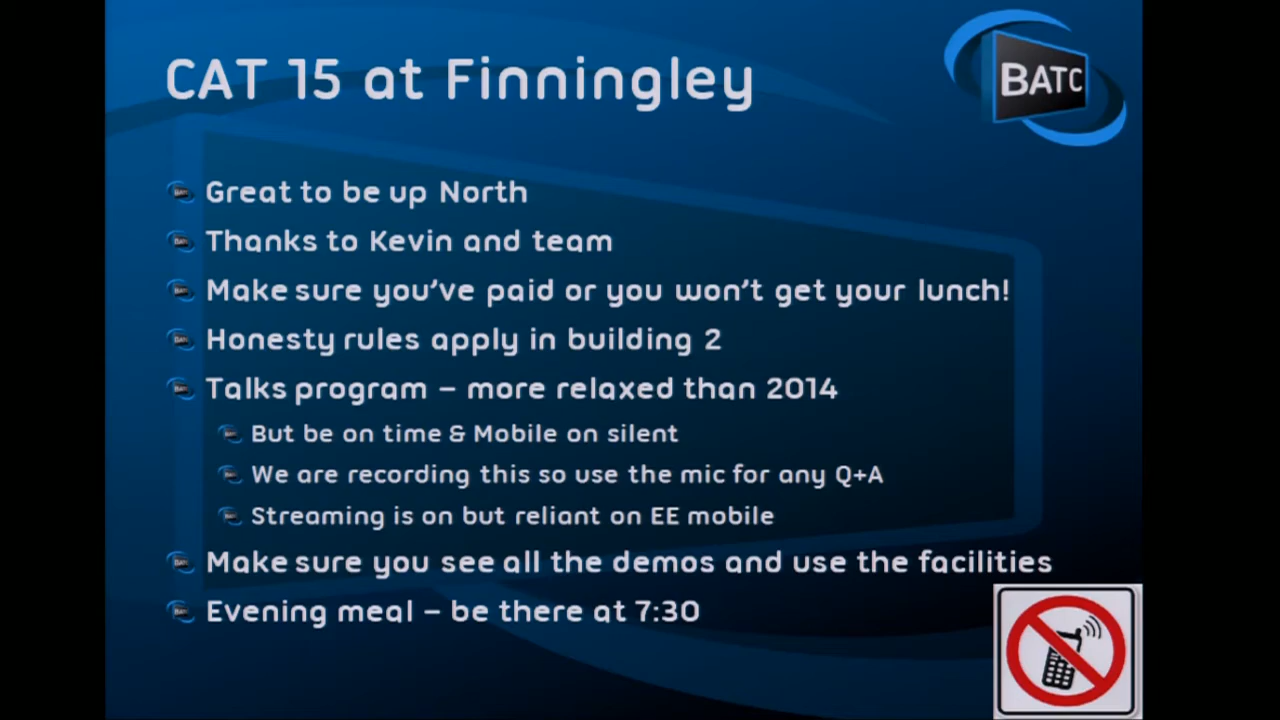 CAT 15 at Finningley
BATC
Great to be up North
Thanks to Kevin and team
Make sure you've paid or you won't get your lunch!
Honesty rules apply in building 2
Talks program – more relaxed than 2014
But be on time & Mobile on silent
We are recording this so use the mic for any Q+A
Streaming is on but reliant on EE mobile
Make sure you see all the demos and use the facilities
Evening meal – be there at 7:30